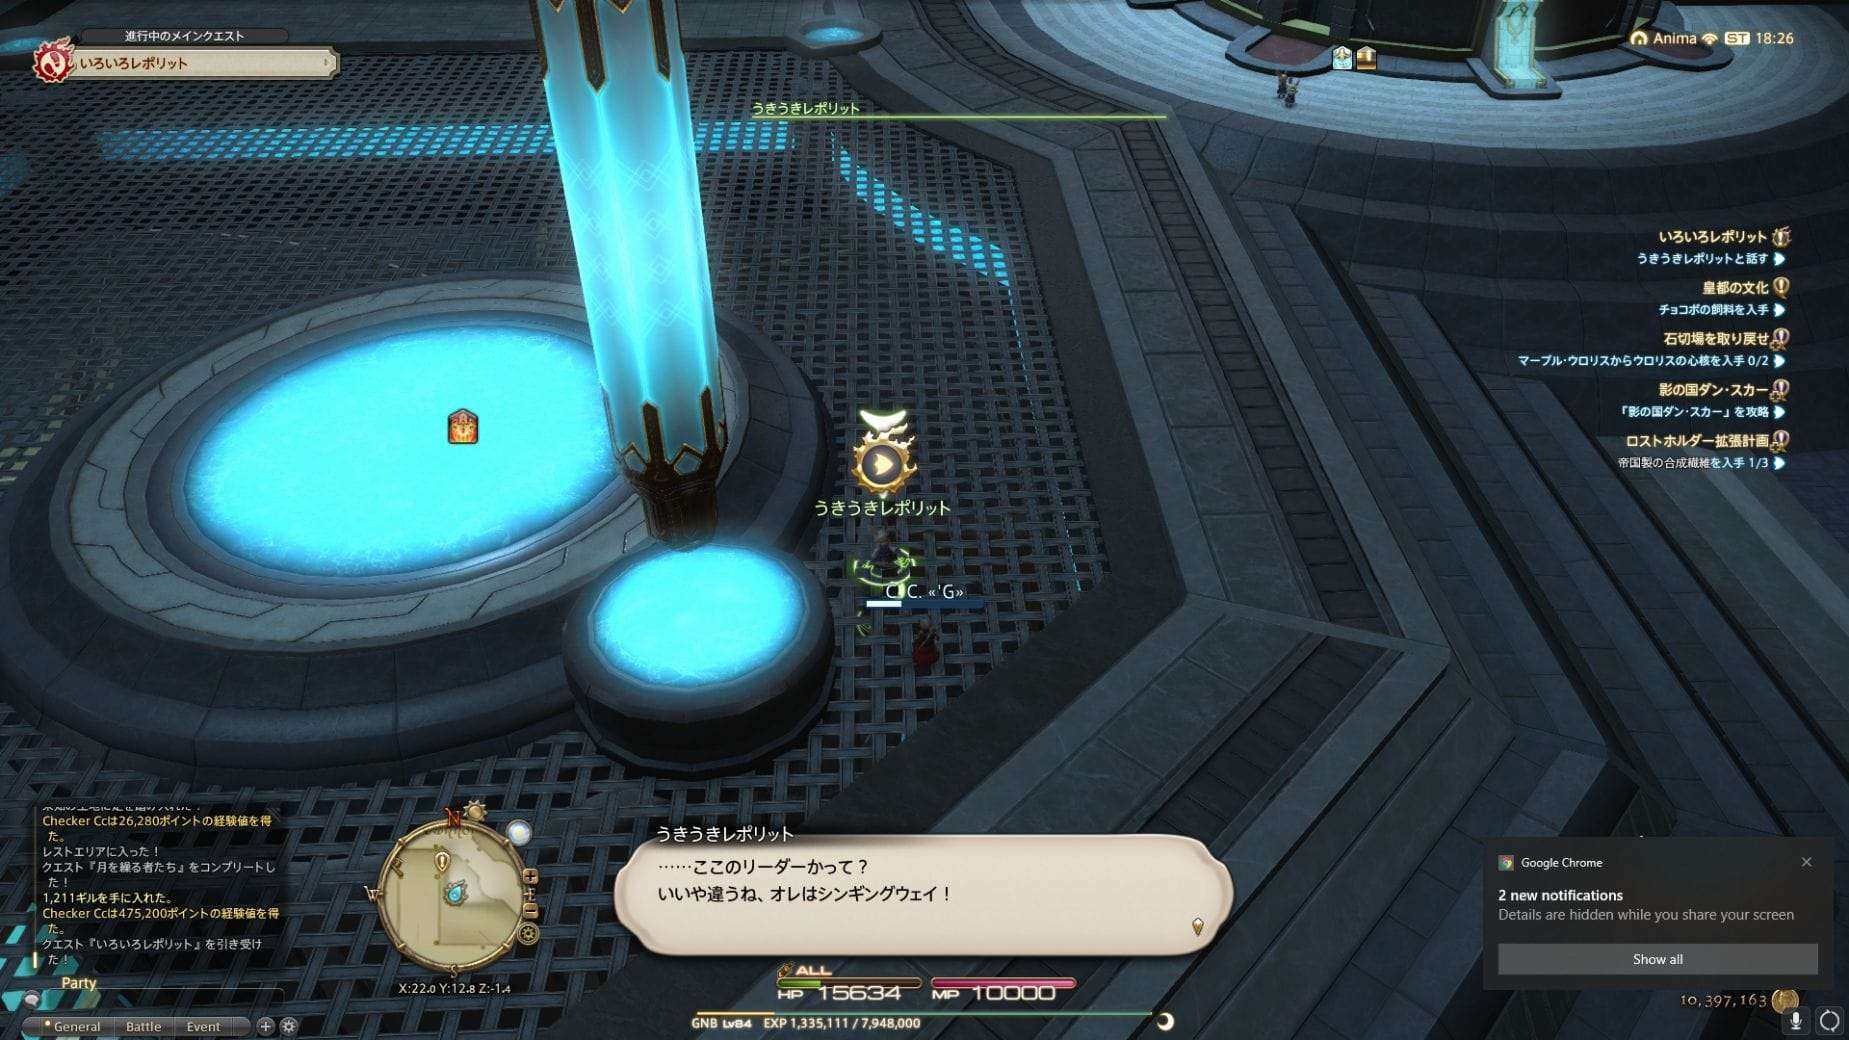 進行中のメインクエスト
いろいろレポリット
うきうきレポリット
Anima ST 18:26
いろいろレポリット
うきうきレポリットと話す
皇都の文化
チョコボの飼料を入手
石切場を取り戻せ
マーブル・ウロリスからウロリスの心核を入手 0/2
影の国ダン・スカー
「影の国ダン・スカー」を攻略
ロストホルダー拡張計画
帝国製の合成繊維を入手 1/3
うきうきレポリット
C. C. «'G»
Checker Ccは26,280ポイントの経験値を得
た。
レストエリアに入った！
クエスト『月を繰る者たち』をコンプリートし
た！
1,211ギルを手に入れた。
Checker Ccは475,200ポイントの経験値を得
た。
クエスト『いろいろレポリット』を引き受け
た！
Party
General Battle Event
N
W
E
S
X:22.0 Y:12.8 Z:-1.4
うきうきレポリット
……ここのリーダーかって？
いいや違うね、オレはシンギングウェイ！
ALL
HP 15634 MP 10000
GNB Lv84 EXP 1,335,111 / 7,948,000
Google Chrome
2 new notifications
Details are hidden while you share your screen
Show all
10,397,163